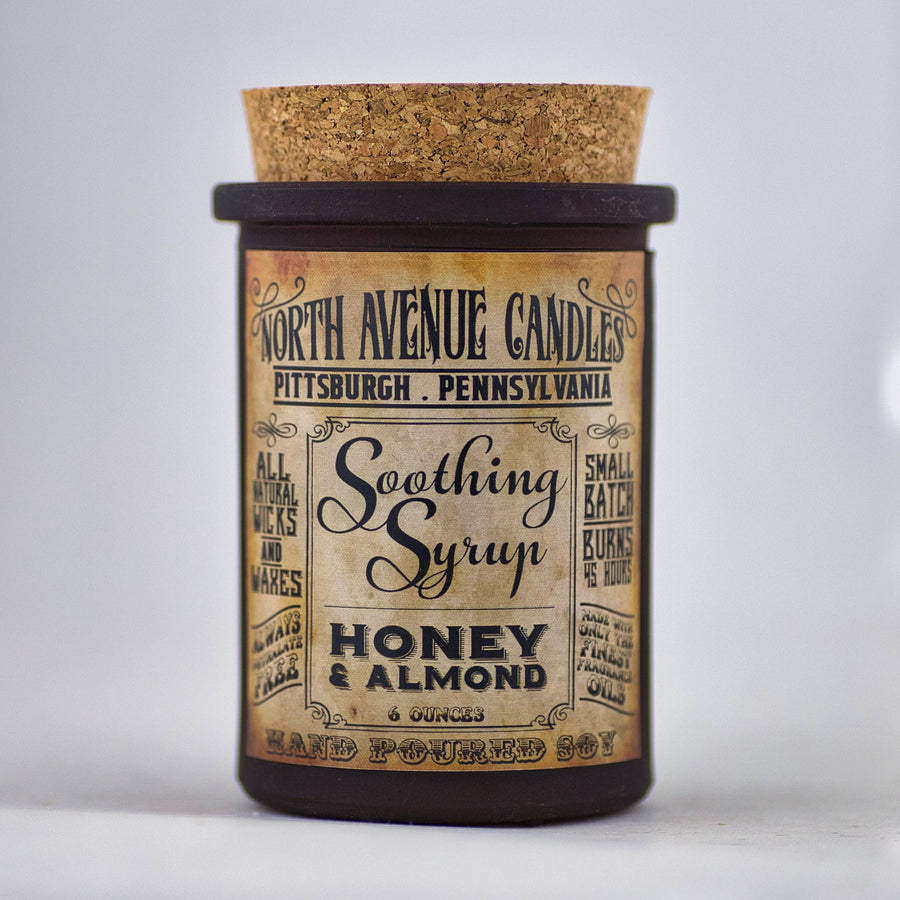 NORTH AVENUE CANDLES
PITTSBURGH . PENNSYLVANIA
ALL
NATURAL
WICKS
AND
WAXES
ALWAYS
PHTHALATE
FREE
Soothing
Syrup
HONEY
& ALMOND
6 OUNCES
SMALL
BATCH
BURNS
45 HOURS
MADE WITH
ONLY THE
FINEST
FRAGRANCE
OILS
HAND POURED SOY